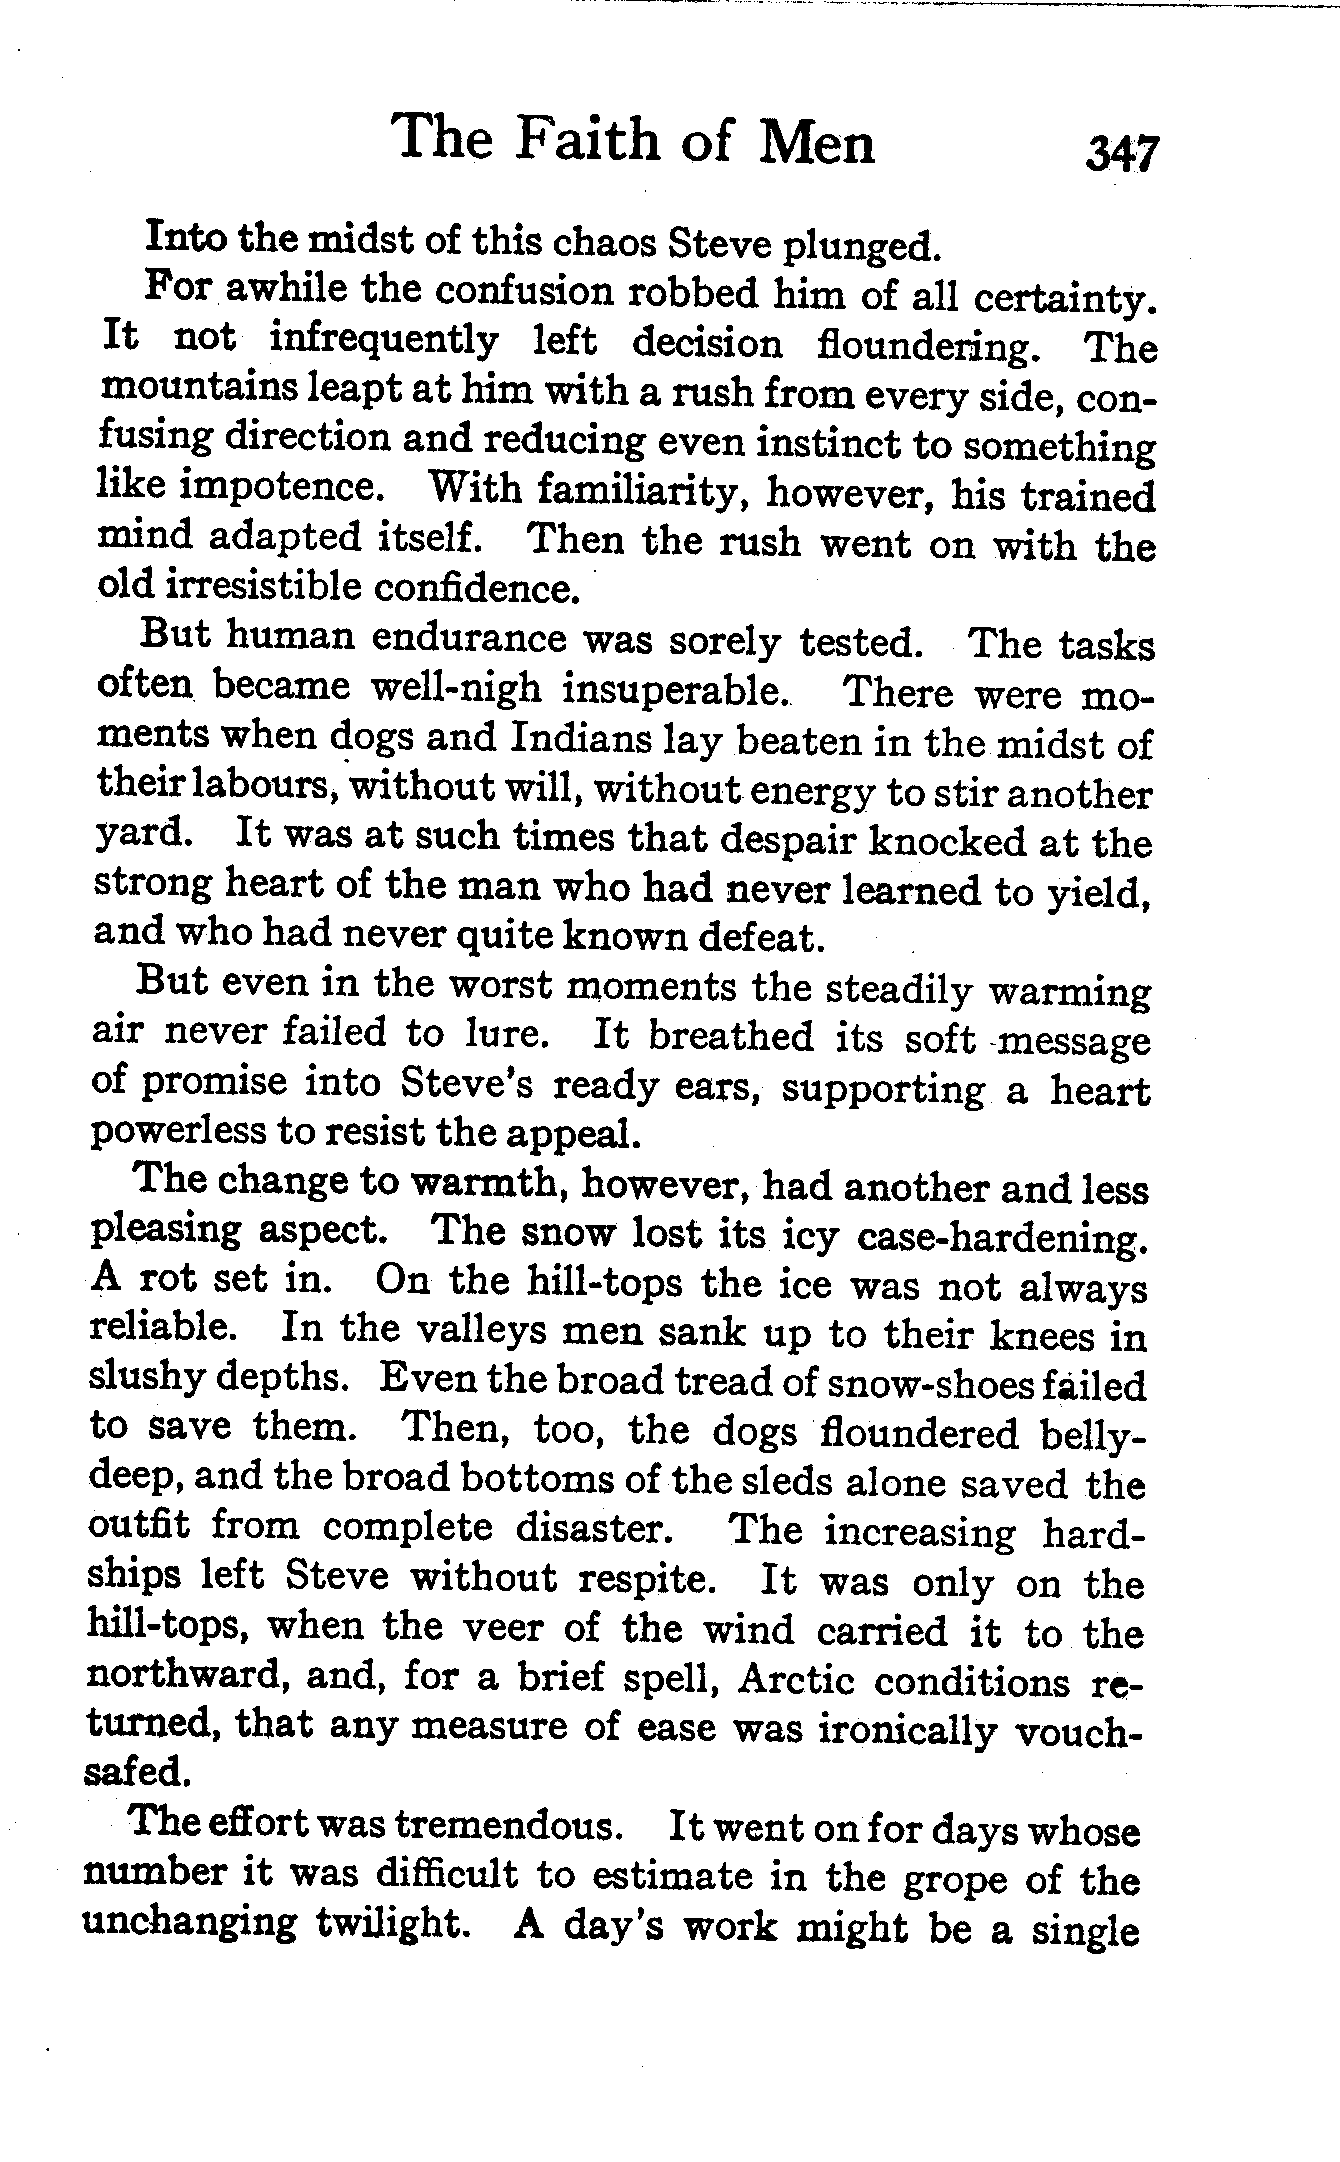 The Faith of Men 347
Into the midst of this chaos Steve plunged.
For awhile the confusion robbed him of all certainty.
It not infrequently left decision floundering. The
mountains leapt at him with a rush from every side, con-
fusing direction and reducing even instinct to something
like impotence. With familiarity, however, his trained
mind adapted itself. Then the rush went on with the
old irresistible confidence.
But human endurance was sorely tested. The tasks
often became well-nigh insuperable. There were mo-
ments when dogs and Indians lay beaten in the midst of
their labours, without will, without energy to stir another
yard. It was at such times that despair knocked at the
strong heart of the man who had never learned to yield,
and who had never quite known defeat.
But even in the worst moments the steadily warming
air never failed to lure. It breathed its soft message
of promise into Steve's ready ears, supporting a heart
powerless to resist the appeal.
The change to warmth, however, had another and less
pleasing aspect. The snow lost its icy case-hardening.
A rot set in. On the hill-tops the ice was not always
reliable. In the valleys men sank up to their knees in
slushy depths. Even the broad tread of snow-shoes failed
to save them. Then, too, the dogs floundered belly-
deep, and the broad bottoms of the sleds alone saved the
outfit from complete disaster. The increasing hard-
ships left Steve without respite. It was only on the
hill-tops, when the veer of the wind carried it to the
northward, and, for a brief spell, Arctic conditions re-
turned, that any measure of ease was ironically vouch-
safed.
The effort was tremendous. It went on for days whose
number it was difficult to estimate in the grope of the
unchanging twilight. A day's work might be a single